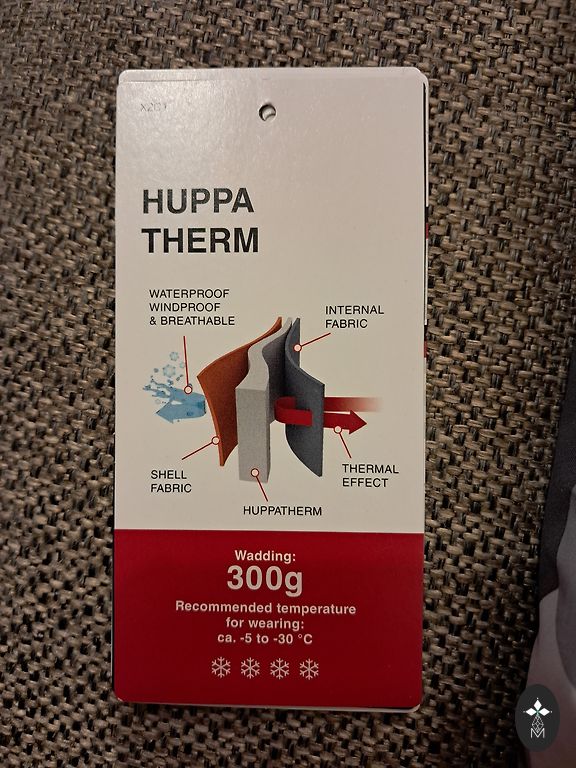 HUPPA
THERM
WATERPROOF
WINDPROOF
& BREATHABLE
INTERNAL
FABRIC
SHELL
FABRIC
THERMAL
EFFECT
HUPPATHERM
Wadding:
300g
Recommended temperature
for wearing:
ca. -5 to -30 °C